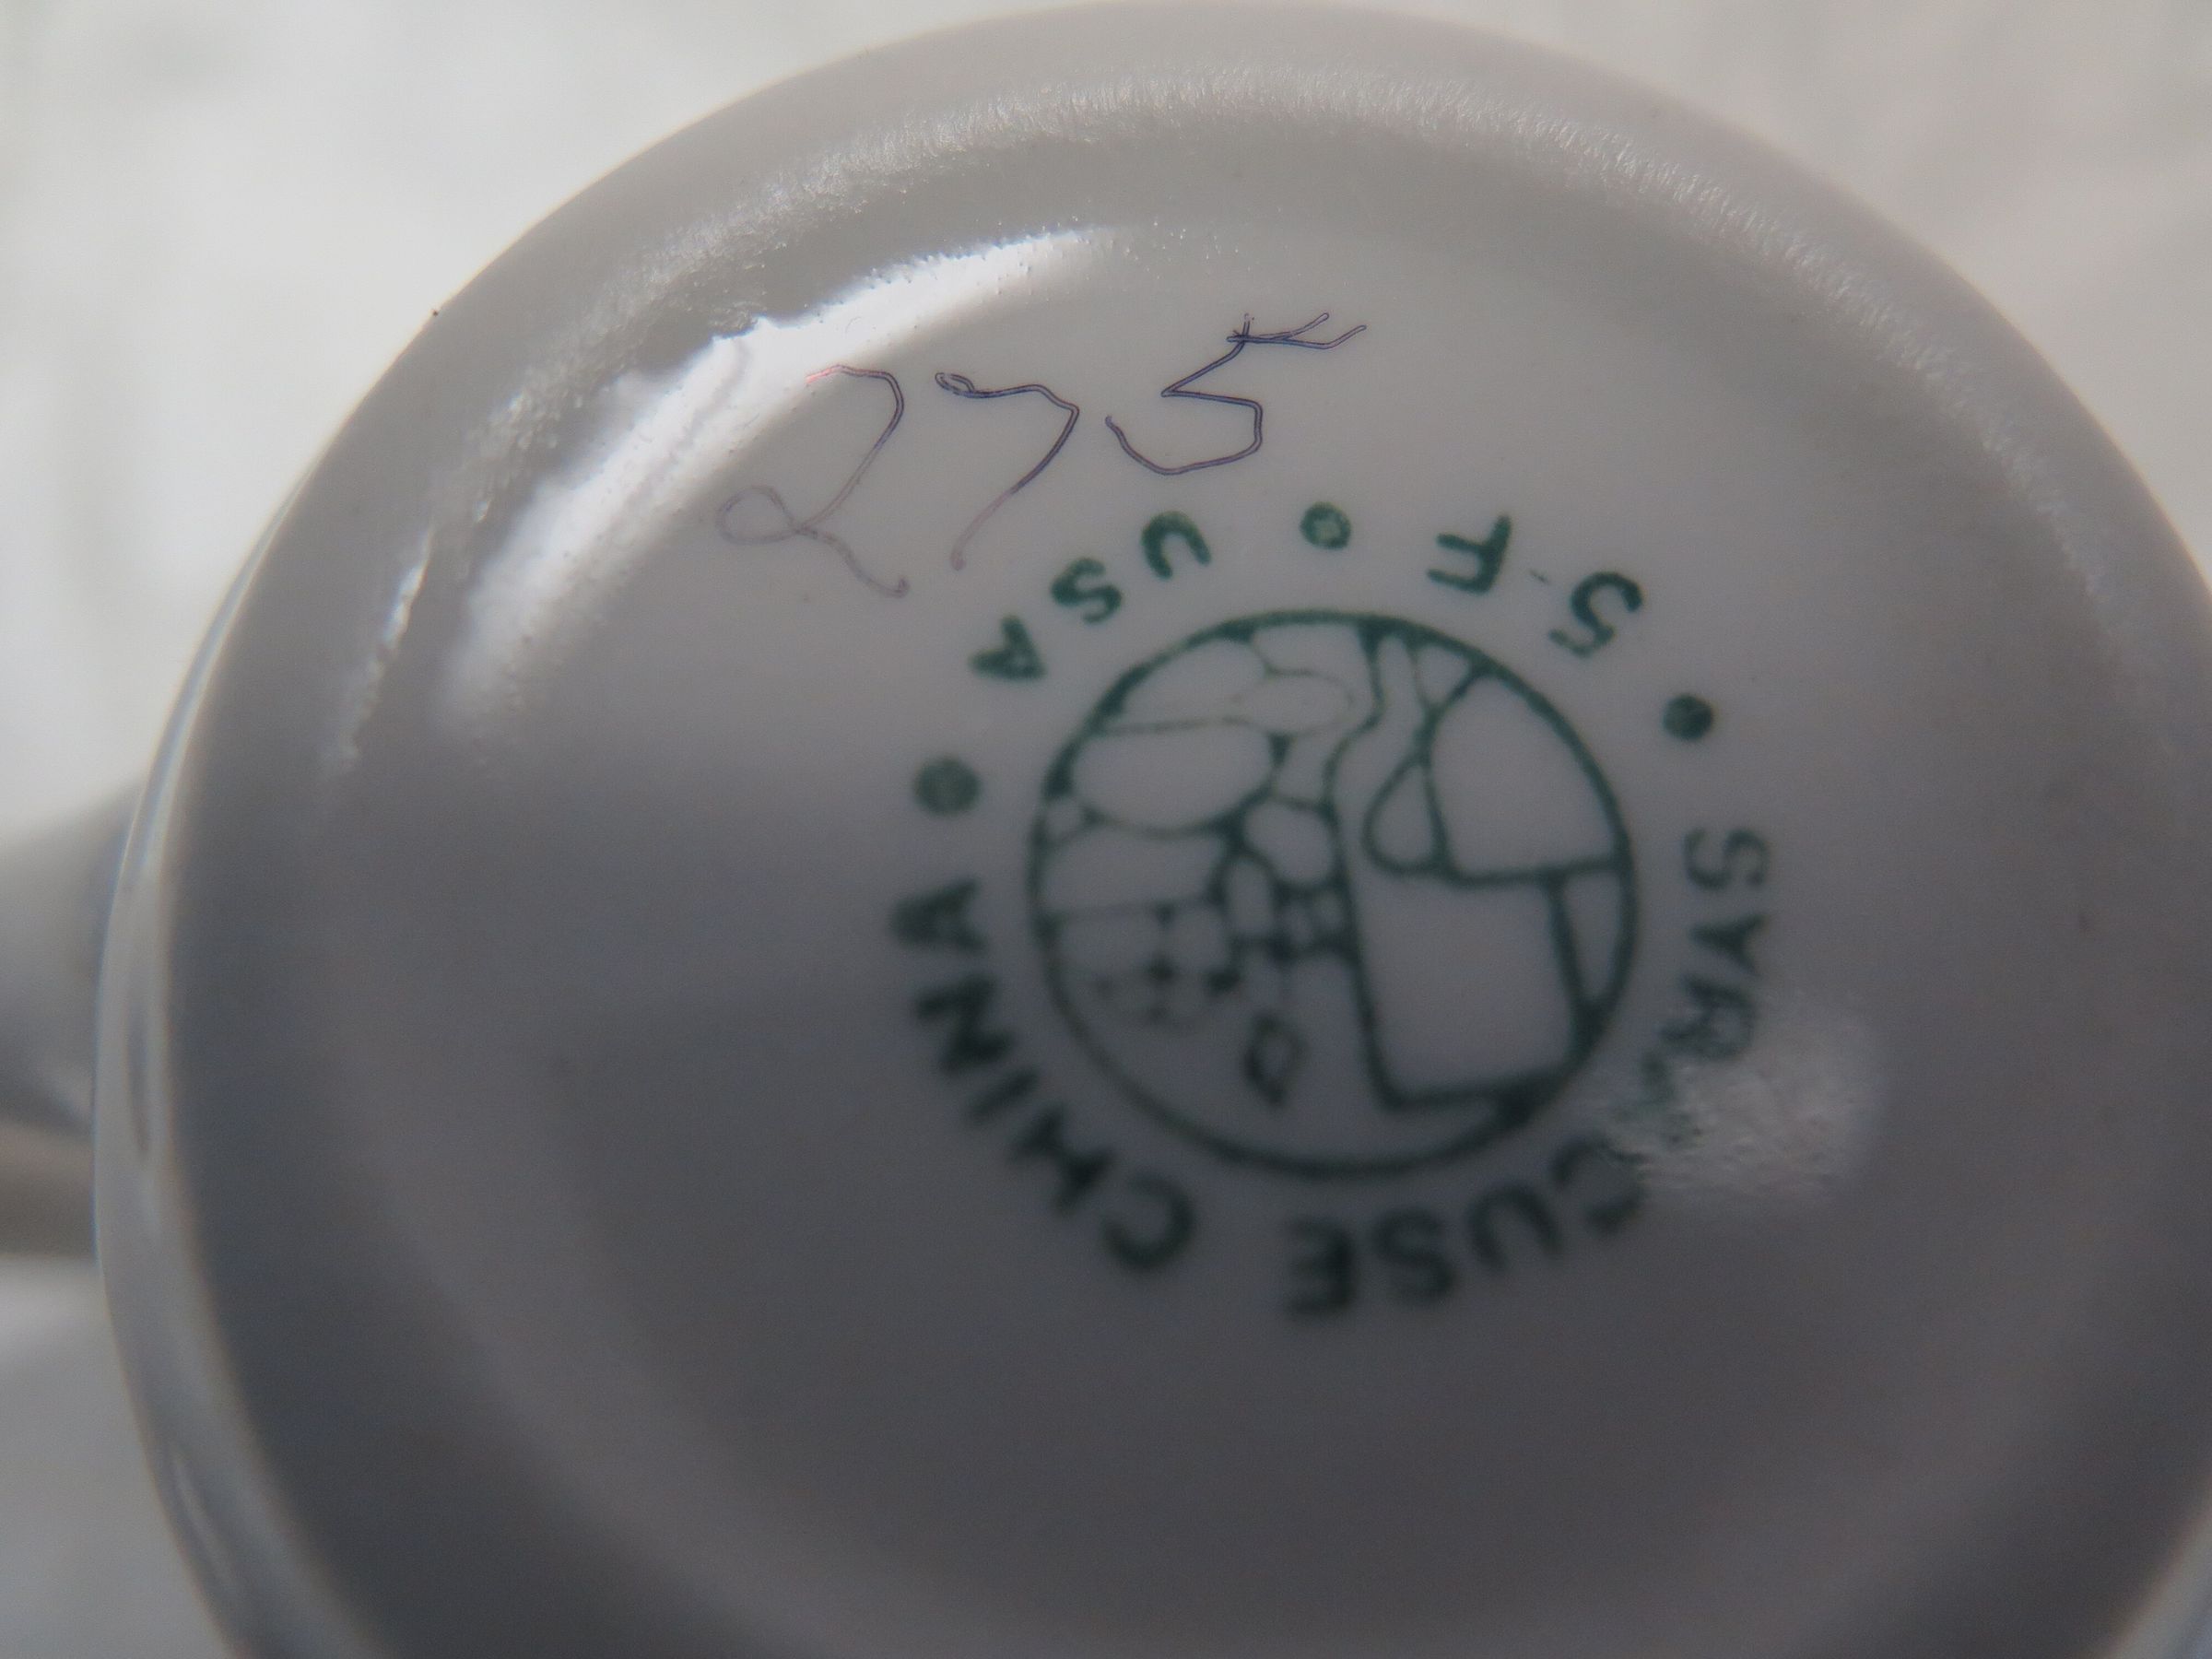 275
SYRACUSE CHINA
• 5-F • USA •